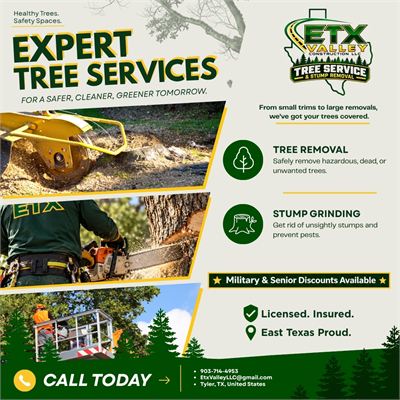 Healthy Trees.
Safety Spaces.
EXPERT
TREE SERVICES
FOR A SAFER, CLEANER, GREENER TOMORROW.
ETX
VALLEY
CONSTRUCTION LLC
TREE SERVICE
& STUMP REMOVAL
From small trims to large removals,
we've got your trees covered.
TREE REMOVAL
Safely remove hazardous, dead, or
unwanted trees.
STUMP GRINDING
Get rid of unsightly stumps and
prevent pests.
ETX
Military & Senior Discounts Available
Licensed. Insured.
East Texas Proud.
CALL TODAY
903-714-4953
EtxValleyLLC@gmail.com
Tyler, TX, United States